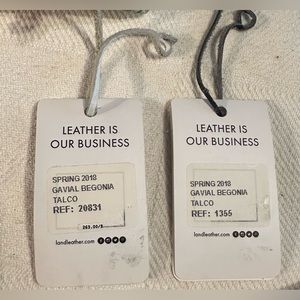 LEATHER IS
OUR BUSINESS
SPRING 2018
GAVIAL BEGONIA
TALCO
REF: 20831
landleather.com
LEATHER IS
OUR BUSINESS
SPRING 2018
GAVIAL BEGONIA
TALCO
REF: 1355
landleather.com